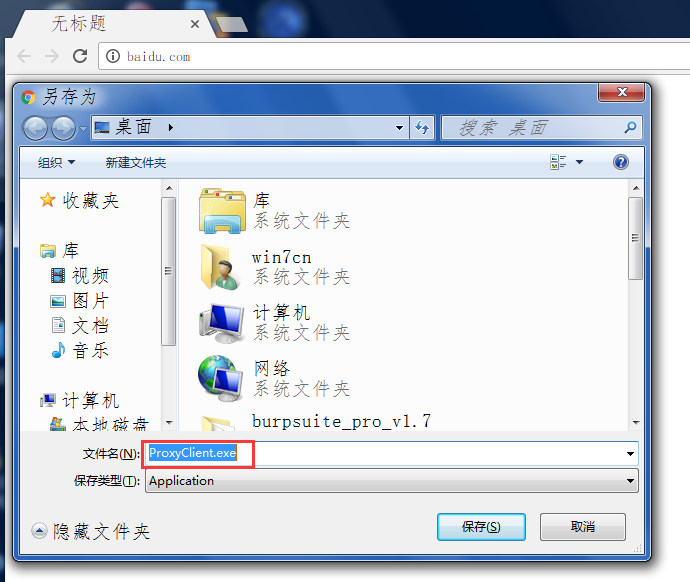 无标题
baidu.com
另存为
桌面
搜索 桌面
组织
新建文件夹
收藏夹
库
视频
图片
文档
音乐
计算机
本地磁盘
库
系统文件夹
win7cn
系统文件夹
计算机
系统文件夹
网络
系统文件夹
burpsuite_pro_v1.7
文件名(N):
ProxyClient.exe
保存类型(T):
Application
隐藏文件夹
保存(S)
取消